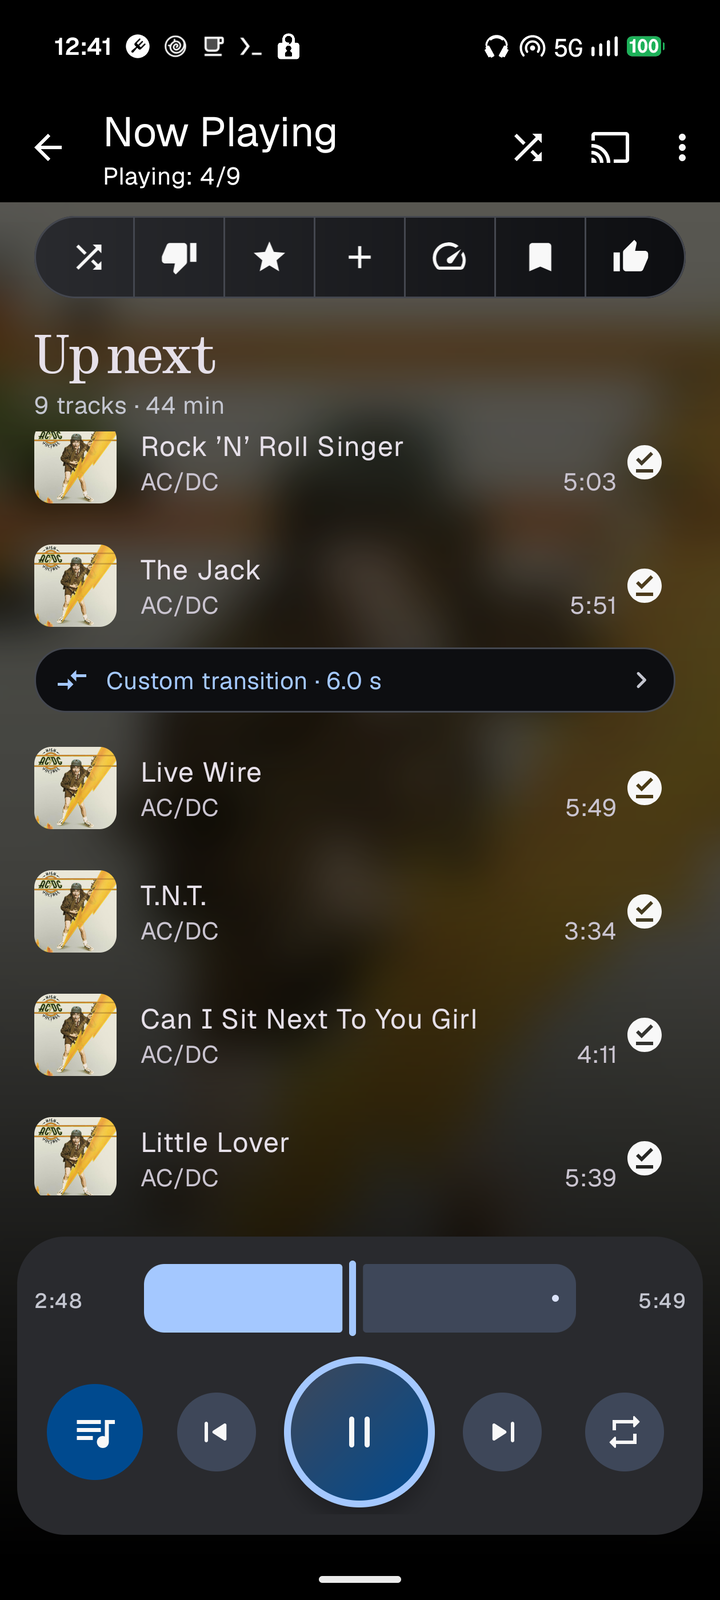 12:41
5G
100
Now Playing
Playing: 4/9
Up next
9 tracks · 44 min
Rock ’N’ Roll Singer
AC/DC
5:03
The Jack
AC/DC
5:51
Custom transition · 6.0 s
Live Wire
AC/DC
5:49
T.N.T.
AC/DC
3:34
Can I Sit Next To You Girl
AC/DC
4:11
Little Lover
AC/DC
5:39
2:48
5:49